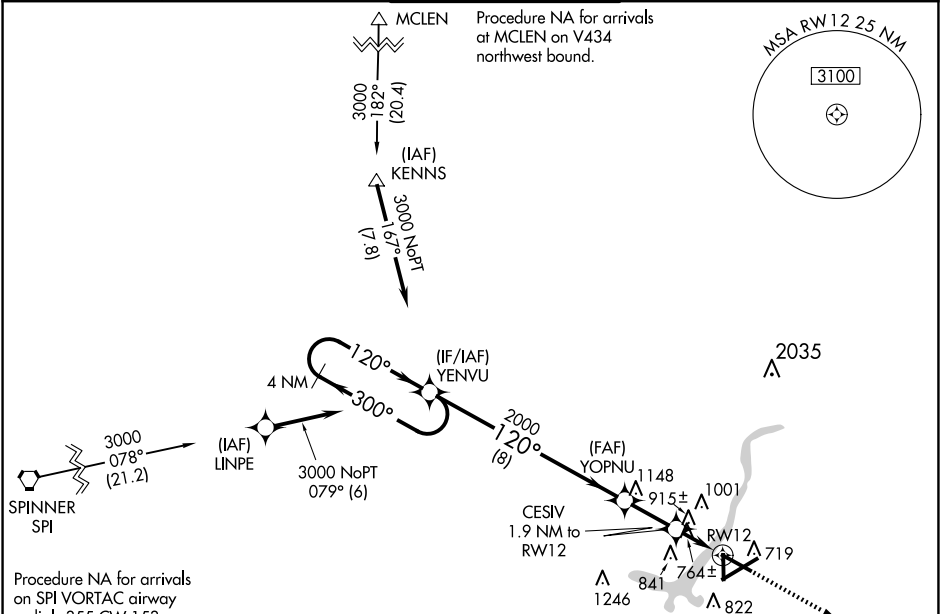 MCLEN
Procedure NA for arrivals
at MCLEN on V434
northwest bound.
MSA RW12 25 NM
3100
3000
182°
(20.4)
(IAF)
KENNS
3000 NoPT
167°
(7.8)
120°
4 NM
300°
(IF/IAF)
YENVU
2035
3000
078°
(21.2)
(IAF)
LINPE
3000 NoPT
079° (6)
2000
120°
(8)
(FAF)
YOPNU
1148
915±
1001
SPINNER
SPI
CESIV
1.9 NM to
RW12
RW12
719
841
764±
1246
822
Procedure NA for arrivals
on SPI VORTAC airway